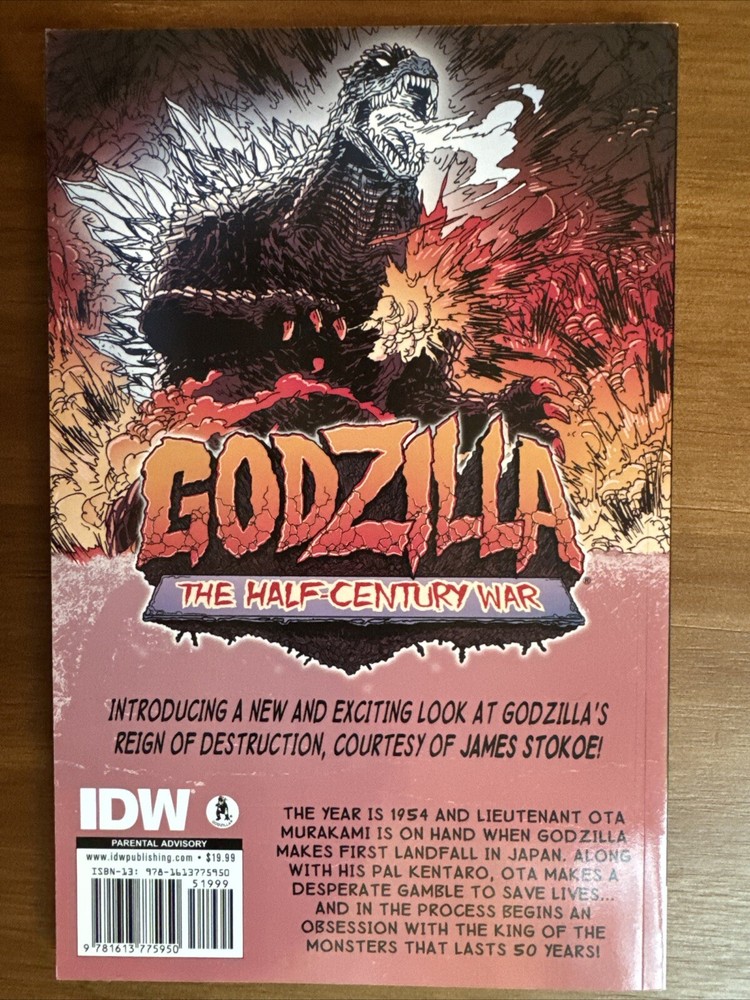 GODZILLA
THE HALF-CENTURY WAR
INTRODUCING A NEW AND EXCITING LOOK AT GODZILLA'S
REIGN OF DESTRUCTION, COURTESY OF JAMES STOKOE!
IDW
THE YEAR IS 1954 AND LIEUTENANT OTA
MURAKAMI IS ON HAND WHEN GODZILLA
MAKES FIRST LANDFALL IN JAPAN. ALONG
WITH HIS PAL KENTARO, OTA MAKES A
DESPERATE GAMBLE TO SAVE LIVES...
AND IN THE PROCESS BEGINS AN
OBSESSION WITH THE KING OF THE
MONSTERS THAT LASTS 50 YEARS!
PARENTAL ADVISORY
www.idwpublishing.com • $19.99
ISBN-13: 978-1613775950
51999
9 781613 775950